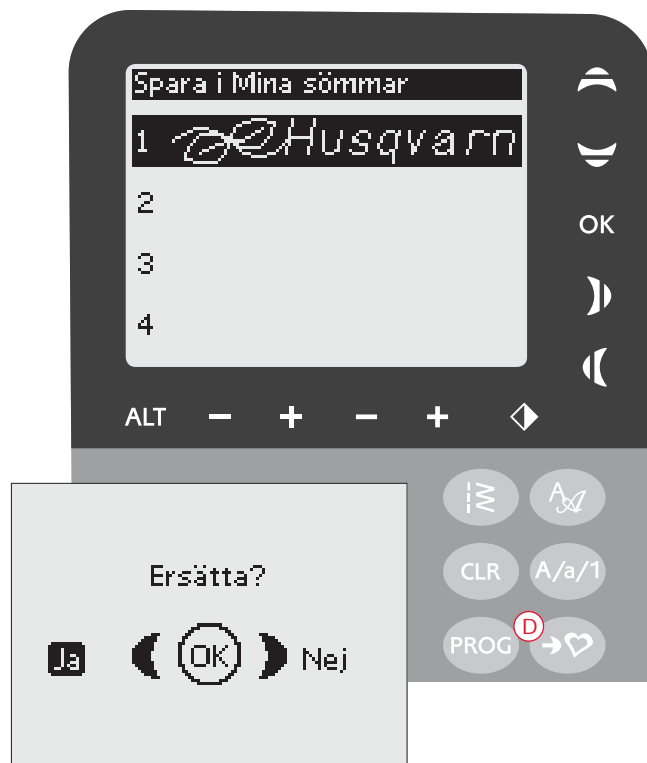 Spara i Mina sömmar
1 Husqvarn
2
3
4
OK
ALT − + − +
A A
CLR A/a/1
D
PROG
Ersätta?
Ja OK Nej